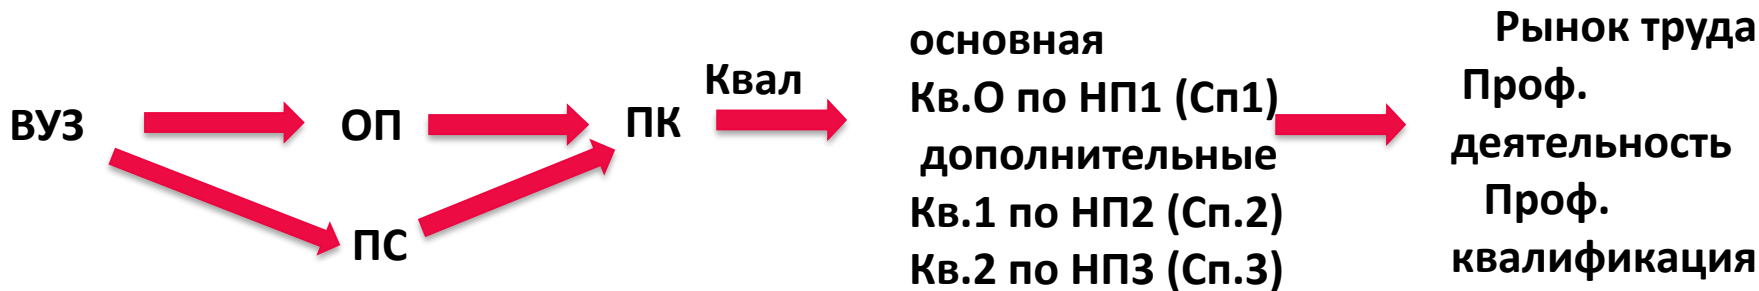 ВУЗ
ОП
ПС
ПК
Квал
основная
Кв.О по НП1 (Сп1)
дополнительные
Кв.1 по НП2 (Сп.2)
Кв.2 по НП3 (Сп.3)
Рынок труда
Проф.
деятельность
Проф.
квалификация